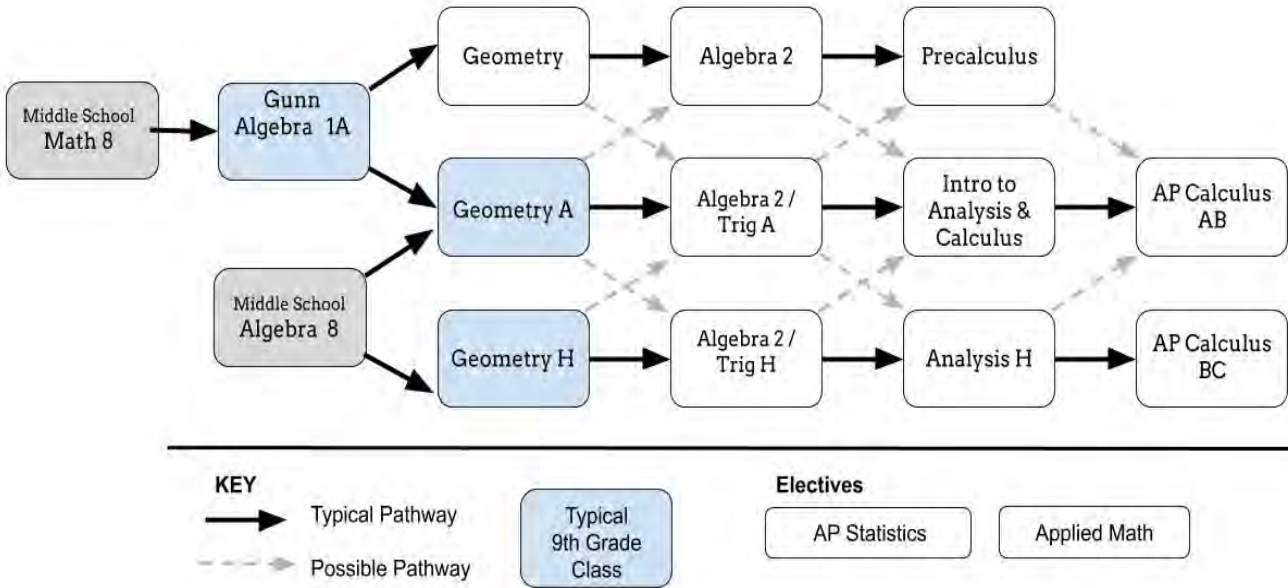 Geometry
Algebra 2
Precalculus
Middle School
Math 8
Gunn
Algebra 1A
Geometry A
Algebra 2 /
Trig A
Intro to
Analysis &
Calculus
AP Calculus
AB
Middle School
Algebra 8
Geometry H
Algebra 2 /
Trig H
Analysis H
AP Calculus
BC
KEY
Typical Pathway
Possible Pathway
Typical
9th Grade
Class
Electives
AP Statistics
Applied Math